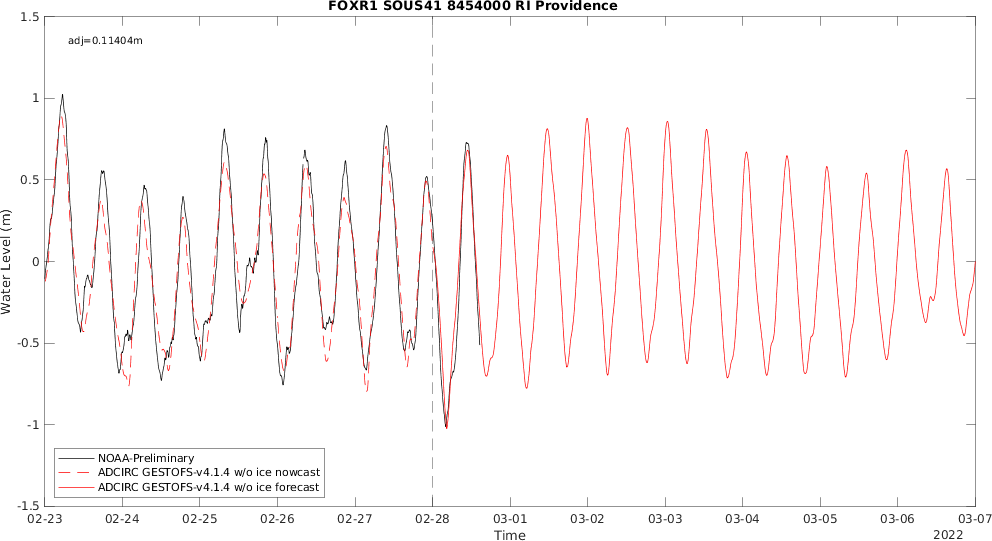 FOXR1 SOUS41 8454000 RI Providence
adj=0.11404m
1.5
1
0.5
0
-0.5
-1
-1.5
Water Level (m)
NOAA-Preliminary
ADCIRC GESTOFS-v4.1.4 w/o ice nowcast
ADCIRC GESTOFS-v4.1.4 w/o ice forecast
02-23 02-24 02-25 02-26 02-27 02-28 03-01 03-02 03-03 03-04 03-05 03-06 03-07
Time
2022